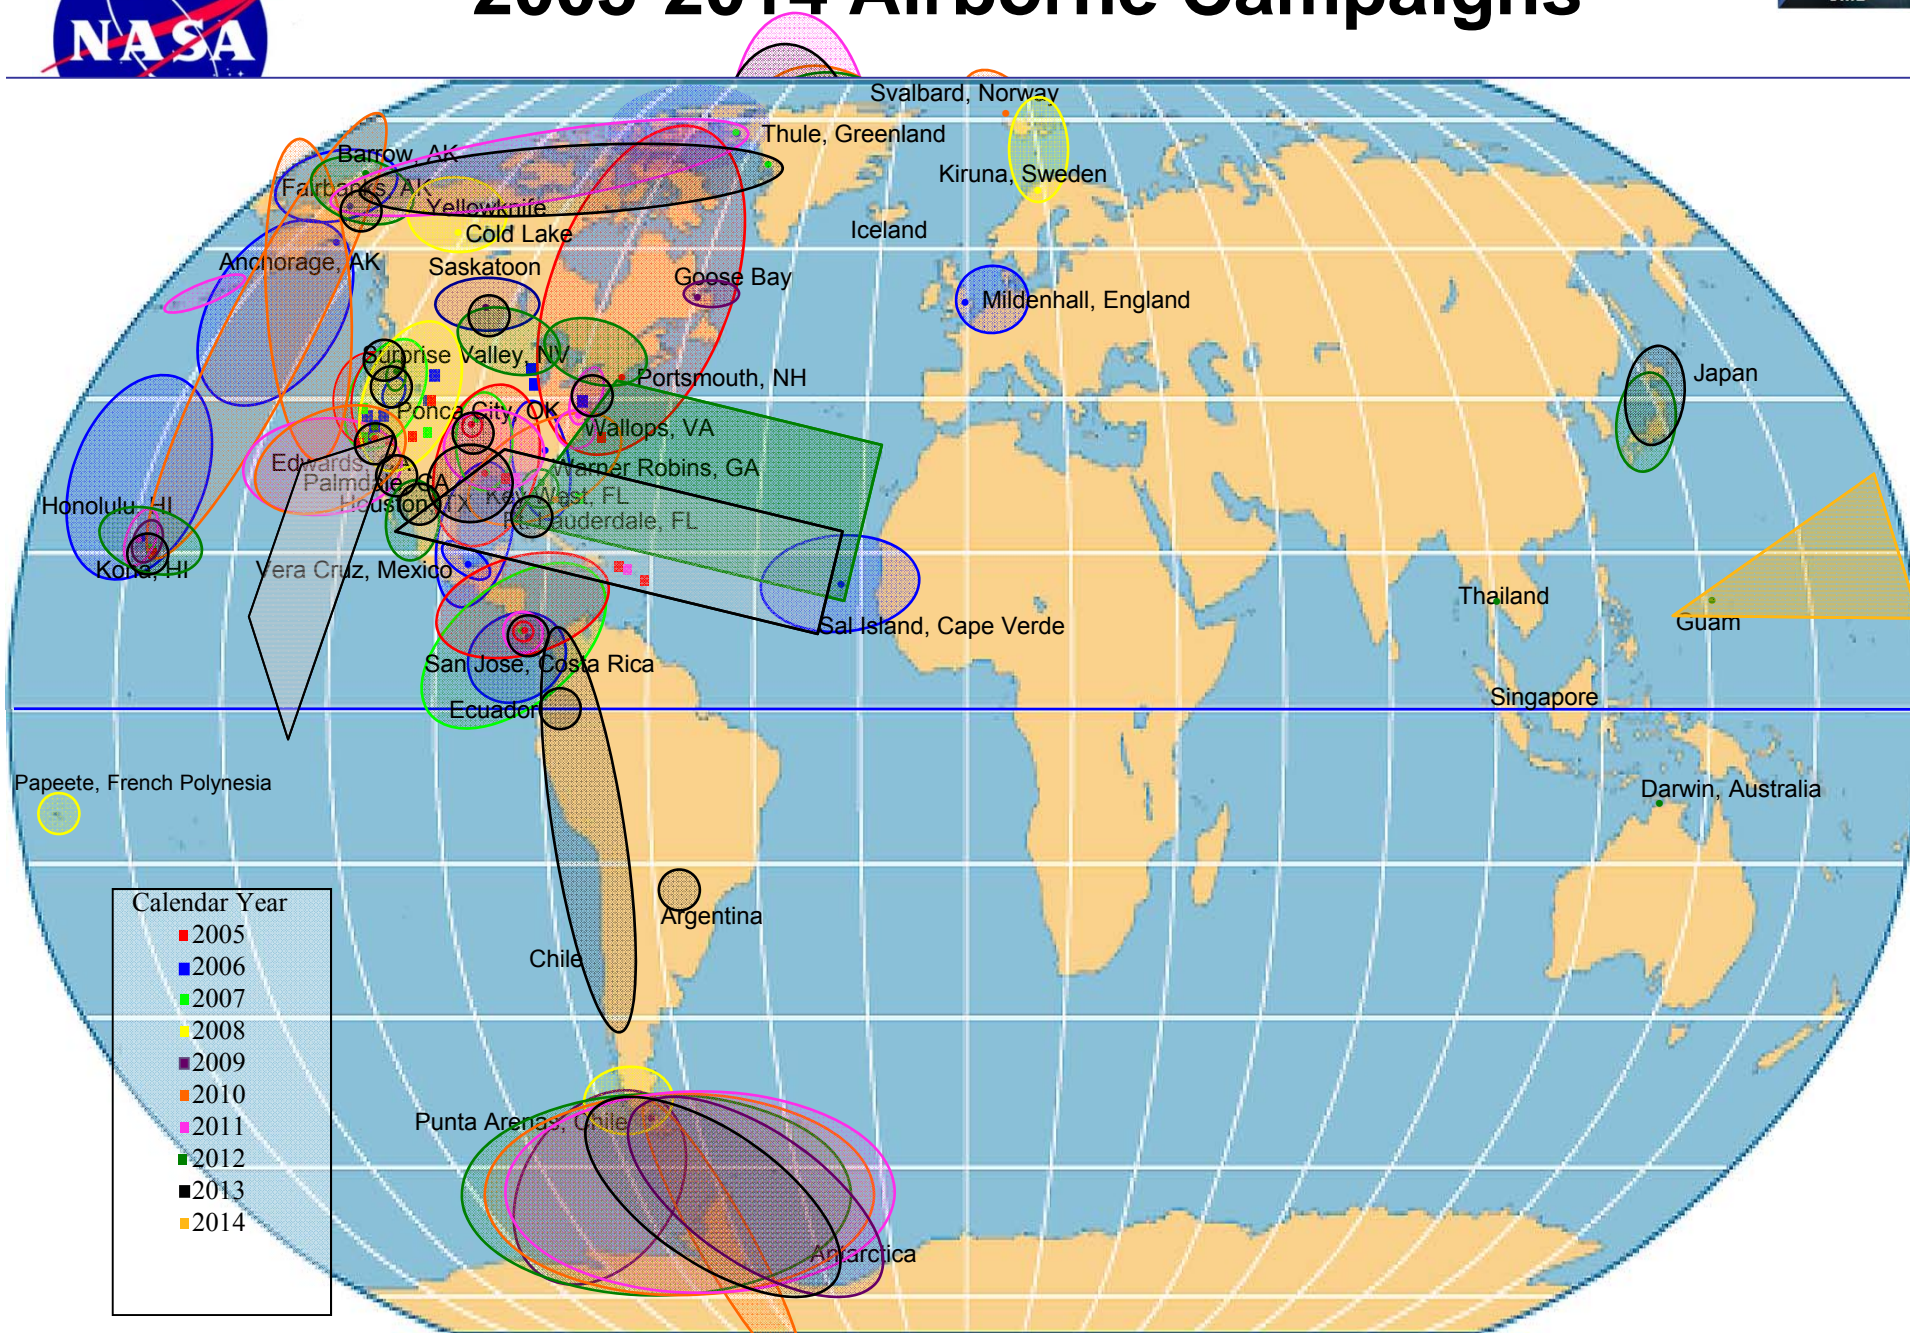 2005-2014 Airborne Campaigns
NASA
Svalbard, Norway
Thule, Greenland
Barrow, AK
Kiruna, Sweden
Fairbanks, AK
Yellowknife
Iceland
Cold Lake
Anchorage, AK
Saskatoon
Goose Bay
Mildenhall, England
Surprise Valley, NV
Portsmouth, NH
Japan
Ponca City, OK
Wallops, VA
Edwards, CA
Warner Robins, GA
Palmdale, CA
Key West, FL
Honolulu, HI
Houston, TX
Ft. Lauderdale, FL
Kona, HI
Vera Cruz, Mexico
Thailand
Guam
Sal Island, Cape Verde
San Jose, Costa Rica
Singapore
Ecuador
Papeete, French Polynesia
Darwin, Australia
Argentina
Chile
Calendar Year
2005
2006
2007
2008
2009
2010
2011
2012
2013
2014
Punta Arenas, Chile
Antarctica